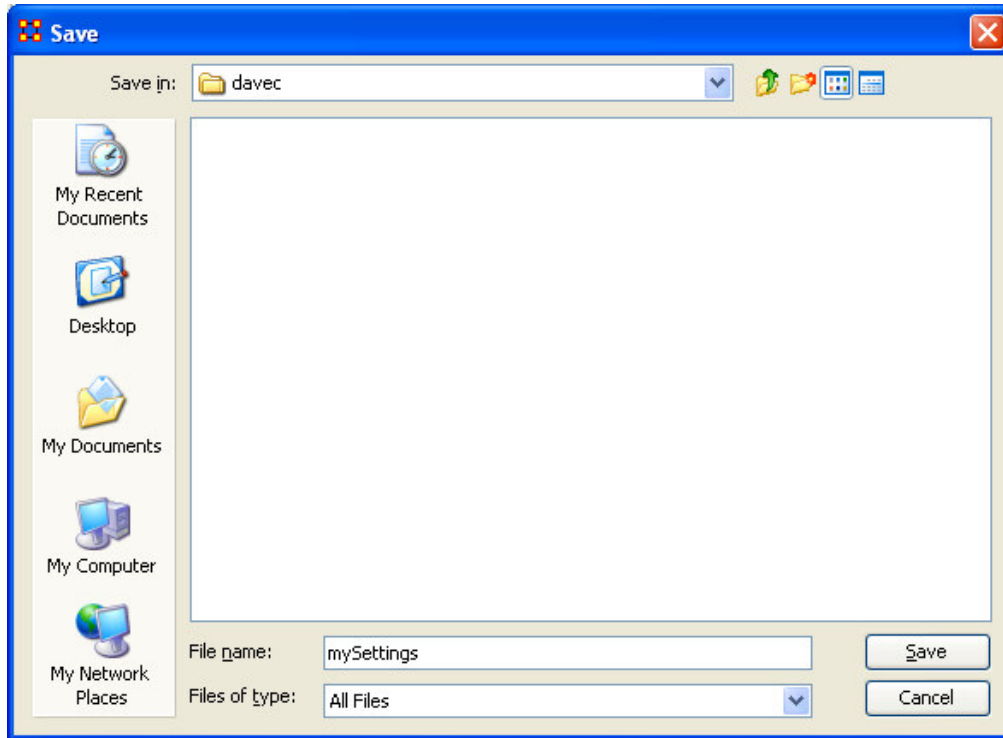 Save
Save in:
davec
My Recent
Documents
Desktop
My Documents
My Computer
My Network
Places
File name:
mySettings
Save
Files of type:
All Files
Cancel